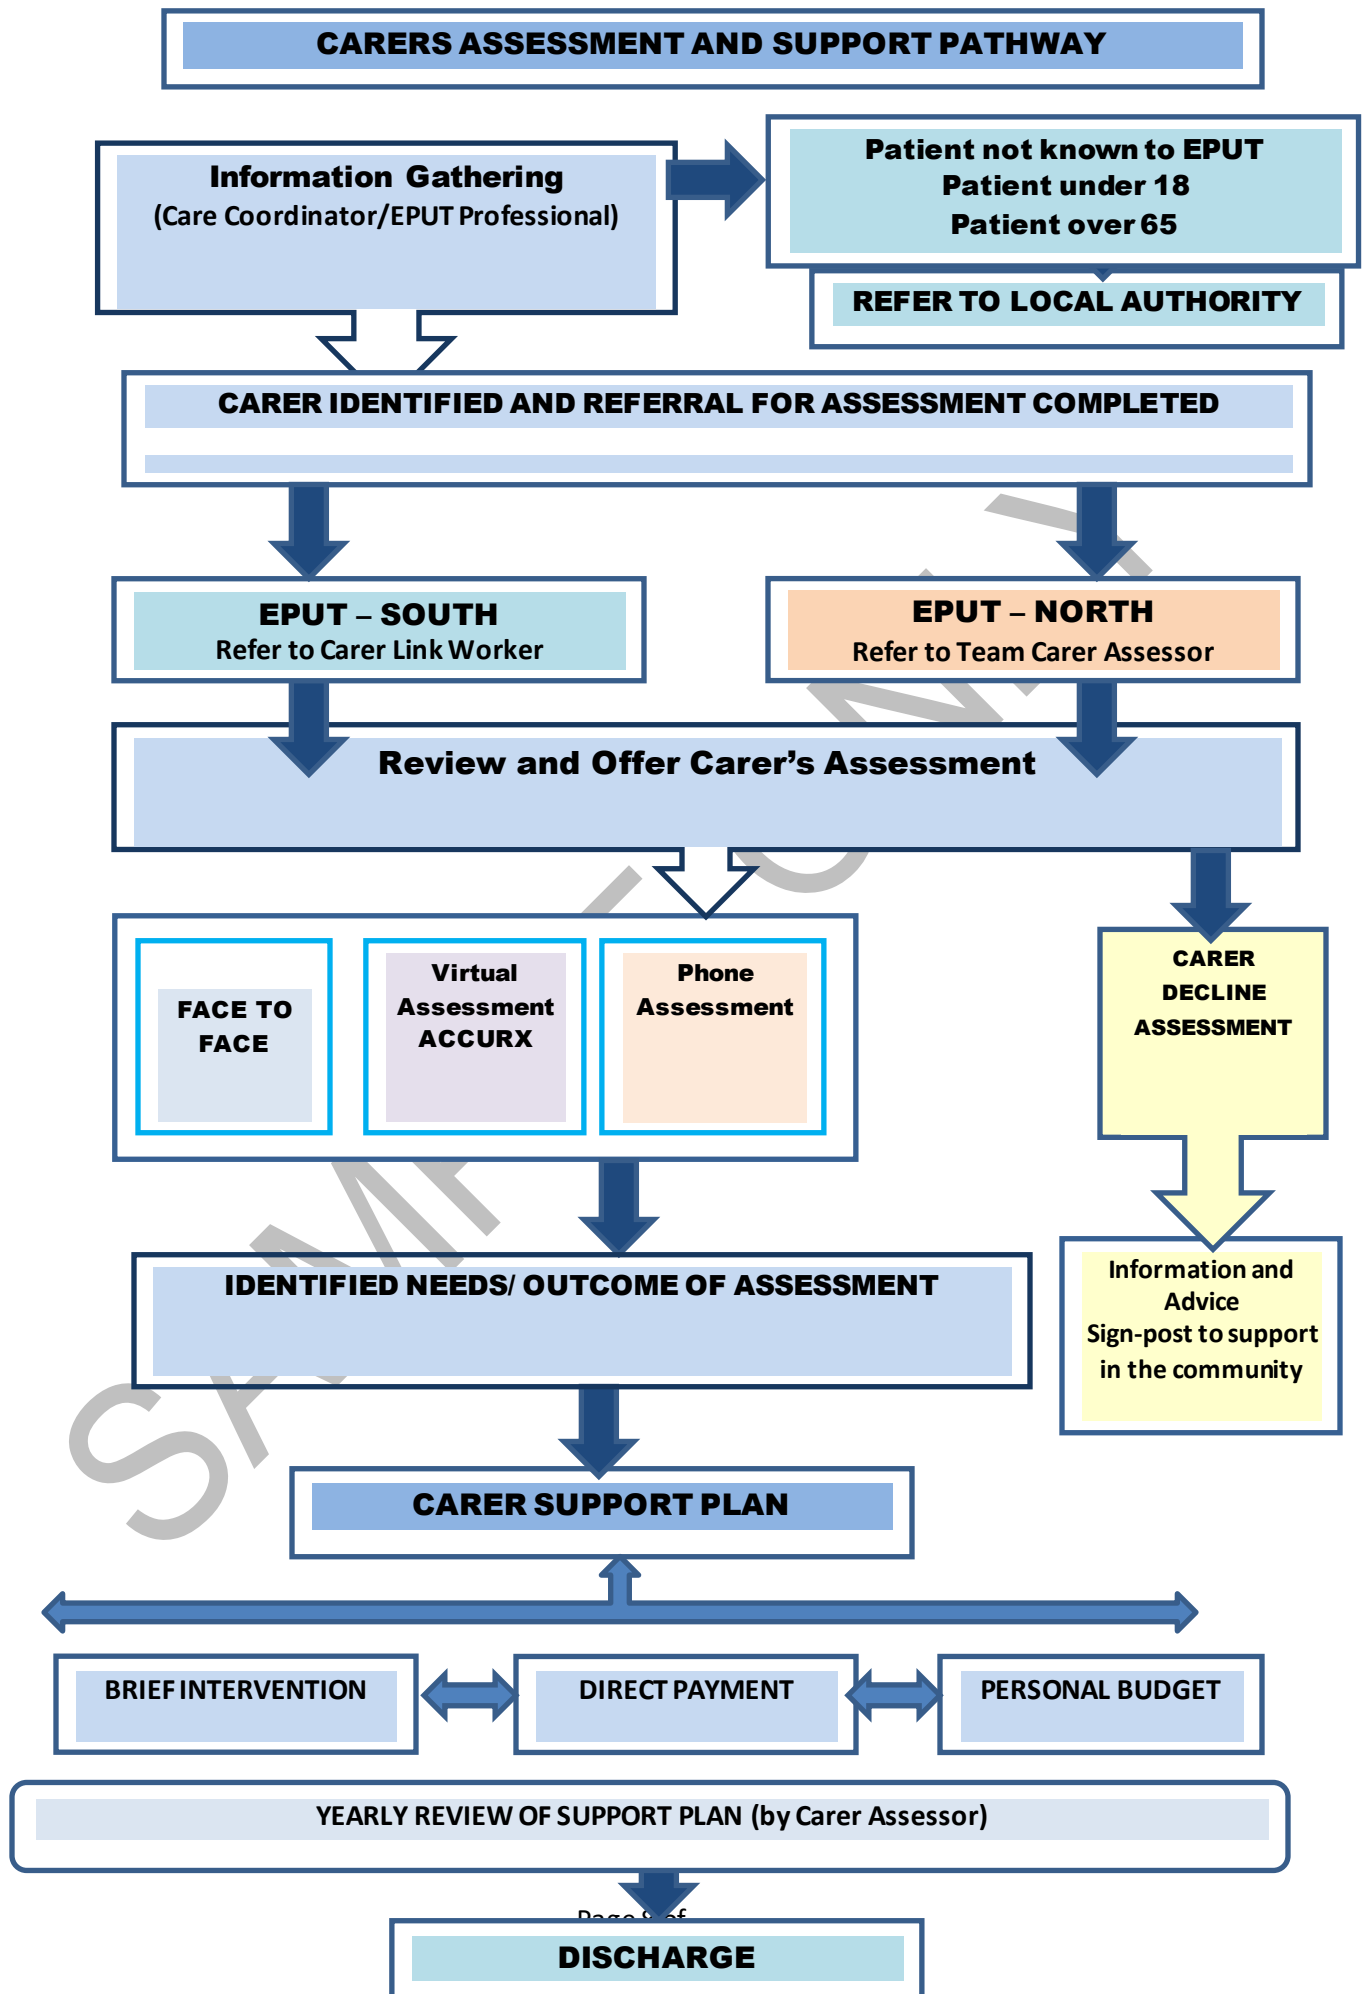 CARERS ASSESSMENT AND SUPPORT PATHWAY
Information Gathering
(Care Coordinator/EPUT Professional)
Patient not known to EPUT
Patient under 18
Patient over 65
REFER TO LOCAL AUTHORITY
CARER IDENTIFIED AND REFERRAL FOR ASSESSMENT COMPLETED
EPUT – SOUTH
Refer to Carer Link Worker
EPUT – NORTH
Refer to Team Carer Assessor
Review and Offer Carer’s Assessment
FACE TO
FACE
Virtual
Assessment
ACCURX
Phone
Assessment
CARER
DECLINE
ASSESSMENT
IDENTIFIED NEEDS/ OUTCOME OF ASSESSMENT
Information and
Advice
Sign-post to support
in the community
CARER SUPPORT PLAN
BRIEF INTERVENTION
DIRECT PAYMENT
PERSONAL BUDGET
YEARLY REVIEW OF SUPPORT PLAN (by Carer Assessor)
Page of
DISCHARGE